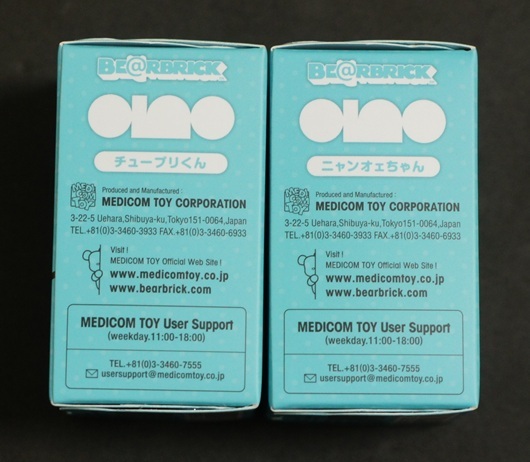 BE@RBRICK
OIMO
チュープリくん
Produced and Manufactured :
MEDICOM TOY CORPORATION
3-22-5 Uehara,Shibuya-ku,Tokyo151-0064,Japan
TEL.+81(0)3-3460-3933 FAX.+81(0)3-3460-6933
Visit !
MEDICOM TOY Official Web Site !
www.medicomtoy.co.jp
www.bearbrick.com
MEDICOM TOY User Support
(weekday.11:00-18:00)
TEL.+81(0)3-3460-7555
usersupport@medicomtoy.co.jp
BE@RBRICK
OIMO
ニャンオェちゃん
Produced and Manufactured :
MEDICOM TOY CORPORATION
3-22-5 Uehara,Shibuya-ku,Tokyo151-0064,Japan
TEL.+81(0)3-3460-3933 FAX.+81(0)3-3460-6933
Visit !
MEDICOM TOY Official Web Site !
www.medicomtoy.co.jp
www.bearbrick.com
MEDICOM TOY User Support
(weekday.11:00-18:00)
TEL.+81(0)3-3460-7555
usersupport@medicomtoy.co.jp